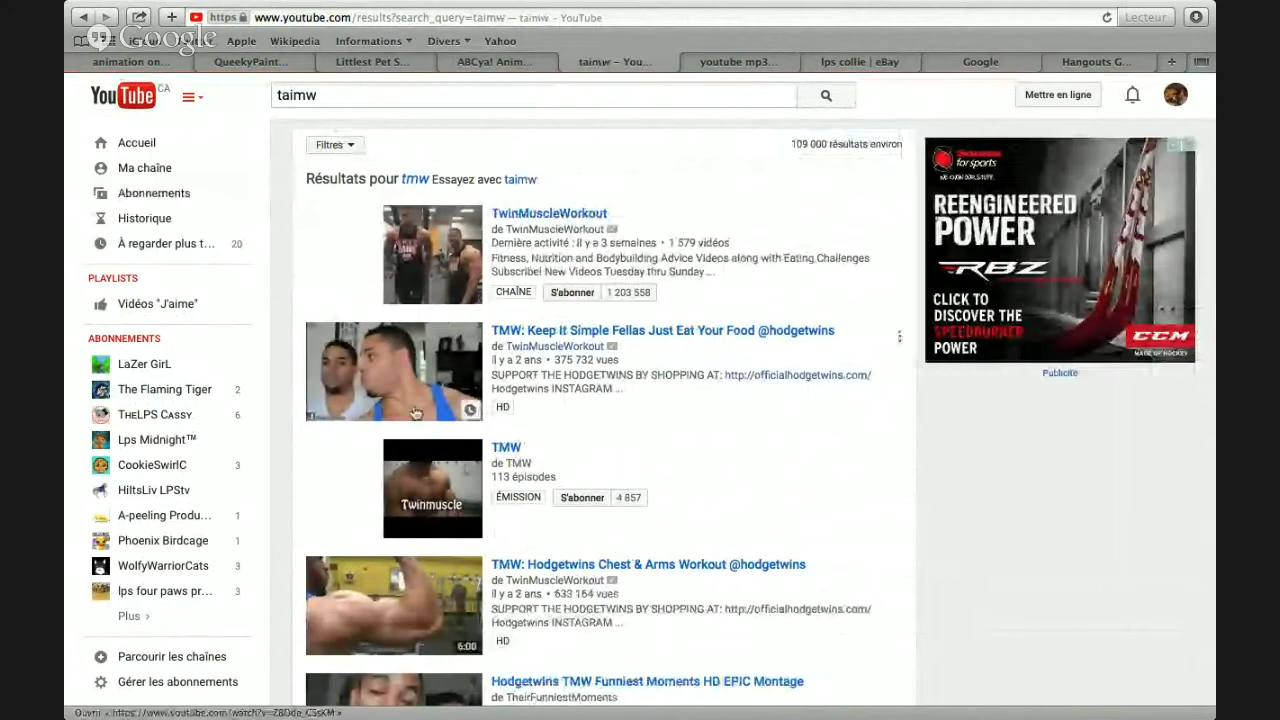 https www.youtube.com/results?search_query=taimw — taimw - YouTube
Lecteur
Google
Apple Wikipedia Informations Divers Yahoo
animation on... QueekyPaint... Littlest Pet S... ABCya! Anim... taimw – You... youtube mp3... lps collie | eBay Google Hangouts G...
YouTube CA
taimw
Mettre en ligne
Accueil
Ma chaîne
Abonnements
Historique
À regarder plus t... 20
PLAYLISTS
Vidéos "J'aime"
ABONNEMENTS
LaZer GirL
The Flaming Tiger 2
TheLPS Cassy 6
Lps Midnight™
CookieSwirlC 3
HiltsLiv LPStv
A-peeling Produ... 1
Phoenix Birdcage 1
WolfyWarriorCats 3
lps four paws pr... 3
Plus ›
Parcourir les chaînes
Gérer les abonnements
Filtres
109 000 résultats environ
Résultats pour tmw Essayez avec taimw
TwinMuscleWorkout
de TwinMuscleWorkout
Dernière activité : il y a 3 semaines • 1 579 vidéos
Fitness, Nutrition and Bodybuilding Advice Videos along with Eating Challenges
Subscribe! New Videos Tuesday thru Sunday ...
CHAÎNE S'abonner 1 203 558
TMW: Keep It Simple Fellas Just Eat Your Food @hodgetwins
de TwinMuscleWorkout
Il y a 2 ans • 375 732 vues
SUPPORT THE HODGETWINS BY SHOPPING AT: http://officialhodgetwins.com/
Hodgetwins INSTAGRAM ...
HD
Twinmuscle
TMW
de TMW
113 épisodes
ÉMISSION S'abonner 4 857
6:00
TMW: Hodgetwins Chest & Arms Workout @hodgetwins
de TwinMuscleWorkout
Il y a 2 ans • 633 164 vues
SUPPORT THE HODGETWINS BY SHOPPING AT: http://officialhodgetwins.com/
Hodgetwins INSTAGRAM ...
HD
Hodgetwins TMW Funniest Moments HD EPIC Montage
de TheirFunniestMoments
for sports
REENGINEERED
POWER
RBZ
CLICK TO
DISCOVER THE
SPEEDBURNER
POWER
CCM
MADE OF HOCKEY
Publicité